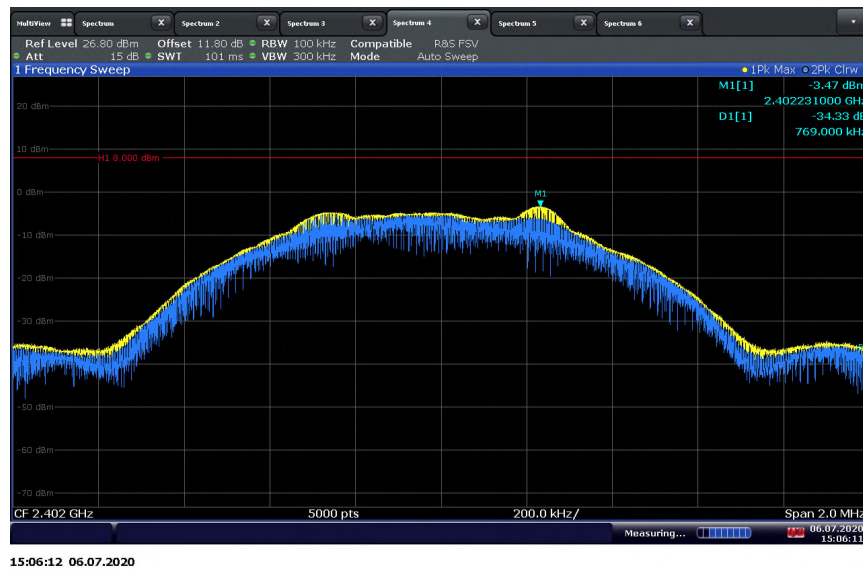 MultiView Spectrum X Spectrum 2 X Spectrum 3 X Spectrum 4 X Spectrum 5 X Spectrum 6 X
Ref Level 26.80 dBm Offset 11.80 dB RBW 100 kHz Compatible R&S FSV
Att 15 dB SWT 101 ms VBW 300 kHz Mode Auto Sweep
1 Frequency Sweep 1Pk Max 2Pk Clrw
M1[1] -3.47 dBm
2.402231000 GHz
20 dBm
D1[1] -34.33 dB
769.000 kHz
10 dBm
H1 8.000 dBm
0 dBm
M1
-10 dBm
-20 dBm
-30 dBm
-50 dBm
-60 dBm
-70 dBm
CF 2.402 GHz 5000 pts 200.0 kHz/ Span 2.0 MHz
Measuring... 06.07.2020
15:06:11
15:06:12 06.07.2020